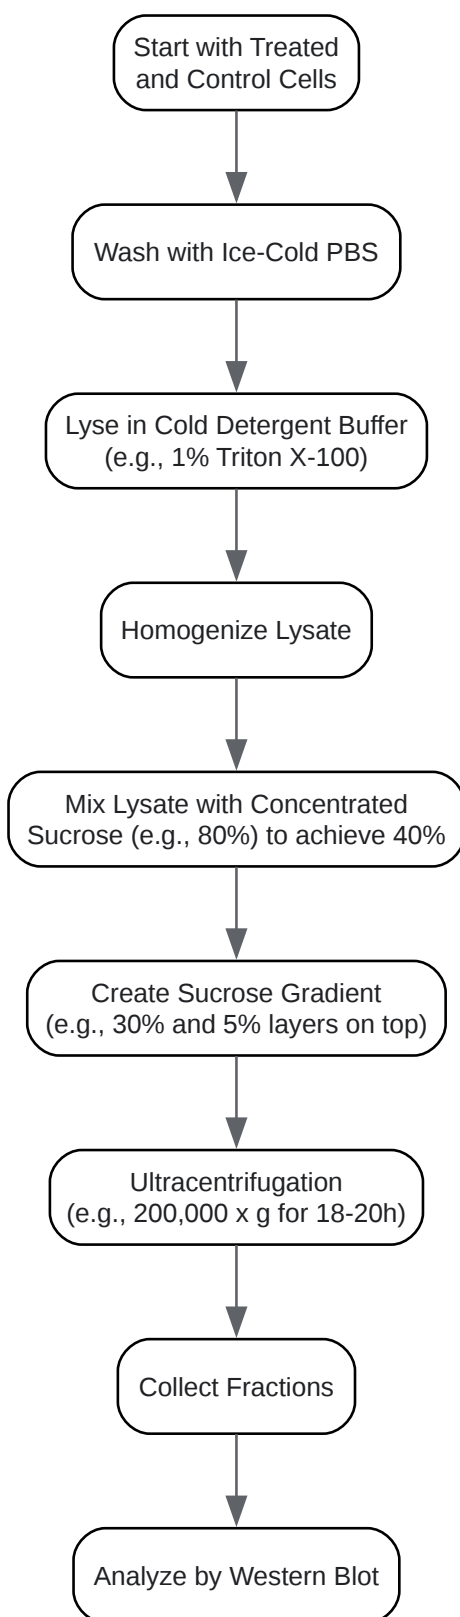 Start with Treated
and Control Cells
Wash with Ice-Cold PBS
Lyse in Cold Detergent Buffer
(e.g., 1% Triton X-100)
Homogenize Lysate
Mix Lysate with Concentrated
Sucrose (e.g., 80%) to achieve 40%
Create Sucrose Gradient
(e.g., 30% and 5% layers on top)
Ultracentrifugation
(e.g., 200,000 x g for 18-20h)
Collect Fractions
Analyze by Western Blot